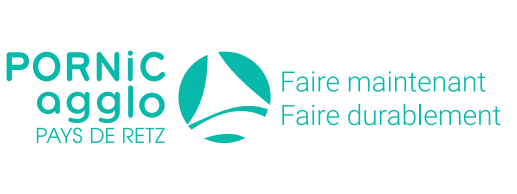 PORNiC
agglo
PAYS DE RETZ
Faire maintenant
Faire durablement